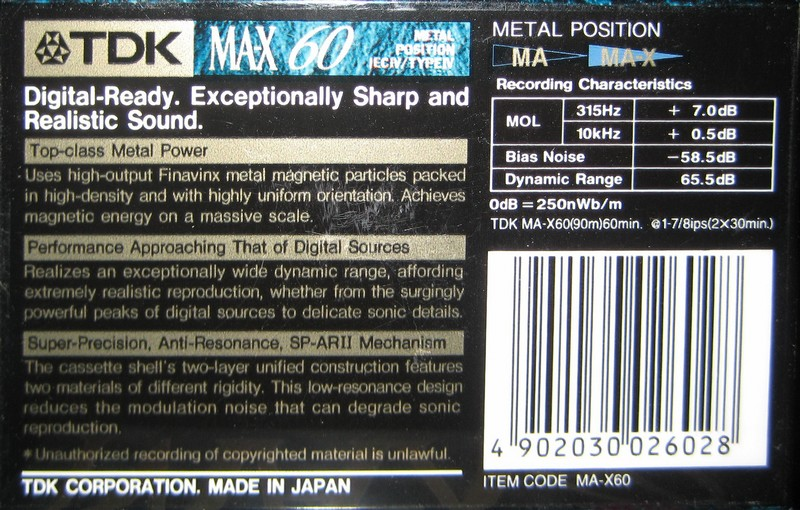 TDK MA-X 60 METAL
POSITION
IECIV/TYPEIV
Digital-Ready. Exceptionally Sharp and
Realistic Sound.
Top-class Metal Power
Uses high-output Finavinx metal magnetic particles packed
in high-density and with highly uniform orientation. Achieves
magnetic energy on a massive scale.
Performance Approaching That of Digital Sources
Realizes an exceptionally wide dynamic range, affording
extremely realistic reproduction, whether from the surgingly
powerful peaks of digital sources to delicate sonic details.
Super-Precision, Anti-Resonance, SP-ARII Mechanism
The cassette shell's two-layer unified construction features
two materials of different rigidity. This low-resonance design
reduces the modulation noise that can degrade sonic
reproduction.
* Unauthorized recording of copyrighted material is unlawful.
TDK CORPORATION. MADE IN JAPAN
METAL POSITION
MA MA-X
Recording Characteristics
MOL 315Hz + 7.0dB
10kHz + 0.5dB
Bias Noise −58.5dB
Dynamic Range 65.5dB
0dB = 250nWb/m
TDK MA-X60(90m)60min. @1-7/8ips(2×30min.)
4 902030 026028
ITEM CODE MA-X60